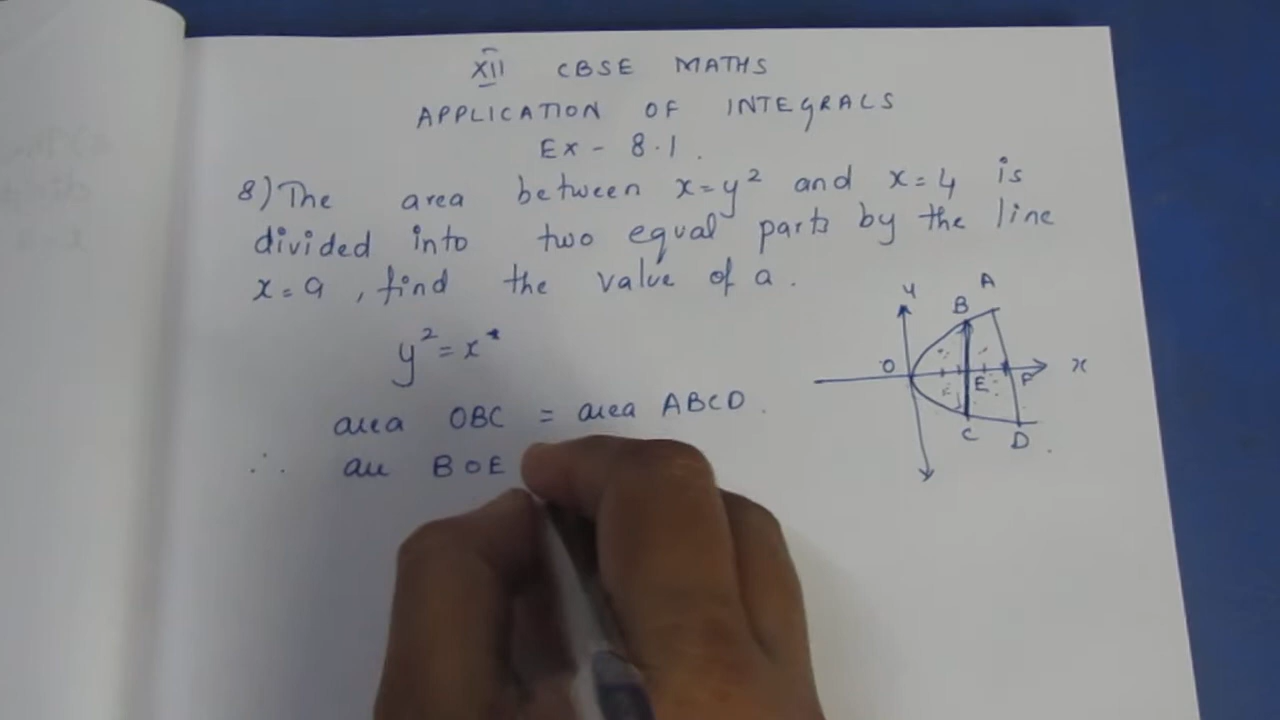 XII CBSE MATHS
APPLICATION OF INTEGRALS
Ex - 8.1.
8) The area between x=y² and x=4 is
divided into two equal parts by the line
x=a, find the value of a.
y² = x
area OBC = area ABCD.
∴ ar BOE
y
A
B
O
E
F
x
C
D